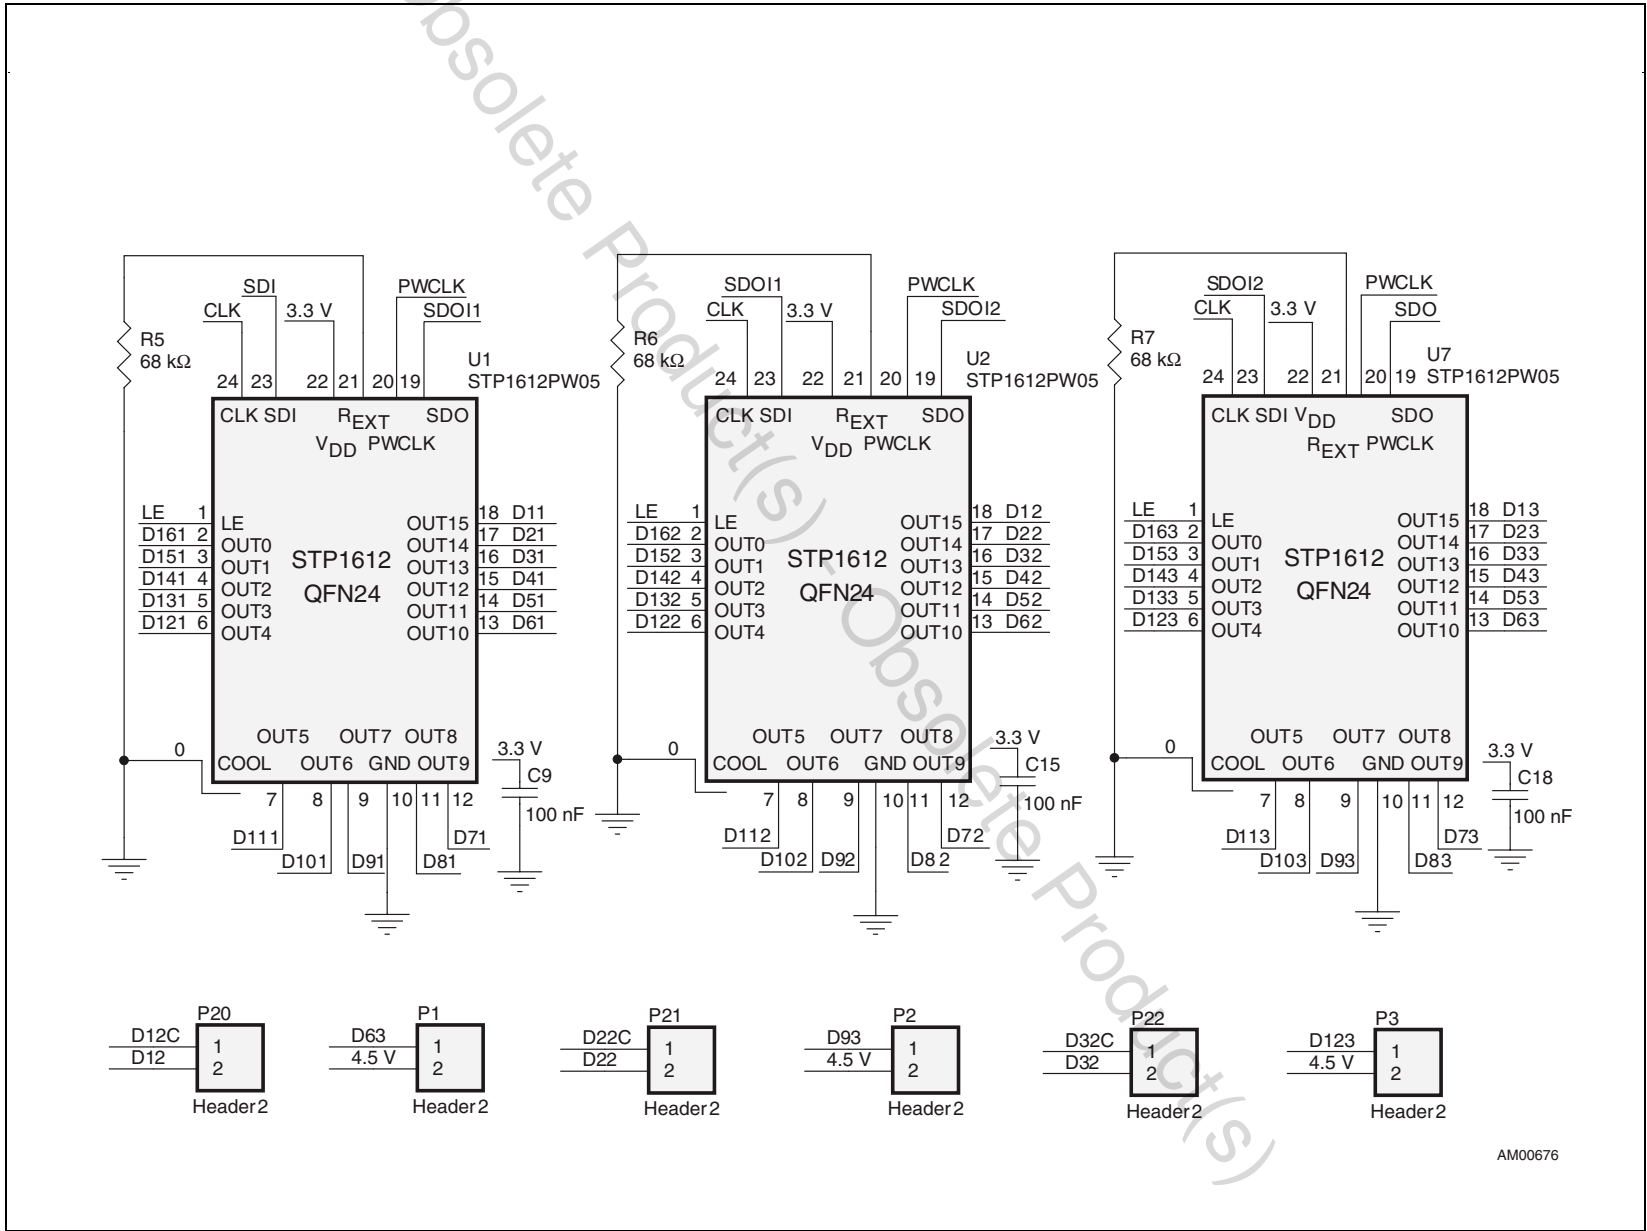 Obsolete Product(s) - Obsolete Product(s)
SDI
CLK
3.3 V
PWCLK
SDOI1
R5
68 kΩ
U1
STP1612PW05
24 23 22 21 20 19
CLK SDI REXT SDO
VDD PWCLK
LE 1 LE
D161 2 OUT0
D151 3 OUT1
D141 4 OUT2
D131 5 OUT3
D121 6 OUT4
STP1612
QFN24
OUT15 18 D11
OUT14 17 D21
OUT13 16 D31
OUT12 15 D41
OUT11 14 D51
OUT10 13 D61
OUT5 OUT7 OUT8
0 COOL OUT6 GND OUT9
7 8 9 10 11 12
D111 D71
D101 D91 D81
3.3 V
C9
100 nF
SDOI1
CLK
3.3 V
PWCLK
SDOI2
R6
68 kΩ
U2
STP1612PW05
24 23 22 21 20 19
CLK SDI REXT SDO
VDD PWCLK
LE 1 LE
D162 2 OUT0
D152 3 OUT1
D142 4 OUT2
D132 5 OUT3
D122 6 OUT4
STP1612
QFN24
OUT15 18 D12
OUT14 17 D22
OUT13 16 D32
OUT12 15 D42
OUT11 14 D52
OUT10 13 D62
OUT5 OUT7 OUT8
0 COOL OUT6 GND OUT9
7 8 9 10 11 12
D112 D72
D102 D92 D82
3.3 V
C15
100 nF
SDOI2
CLK
3.3 V
PWCLK
SDO
R7
68 kΩ
U7
STP1612PW05
24 23 22 21 20 19
CLK SDI VDD SDO
REXT PWCLK
LE 1 LE
D163 2 OUT0
D153 3 OUT1
D143 4 OUT2
D133 5 OUT3
D123 6 OUT4
STP1612
QFN24
OUT15 18 D13
OUT14 17 D23
OUT13 16 D33
OUT12 15 D43
OUT11 14 D53
OUT10 13 D63
OUT5 OUT7 OUT8
0 COOL OUT6 GND OUT9
7 8 9 10 11 12
D113 D73
D103 D93 D83
3.3 V
C18
100 nF
P20
D12C 1
D12 2
Header2
P1
D63 1
4.5 V 2
Header2
P21
D22C 1
D22 2
Header2
P2
D93 1
4.5 V 2
Header2
P22
D32C 1
D32 2
Header2
P3
D123 1
4.5 V 2
Header2
AM00676